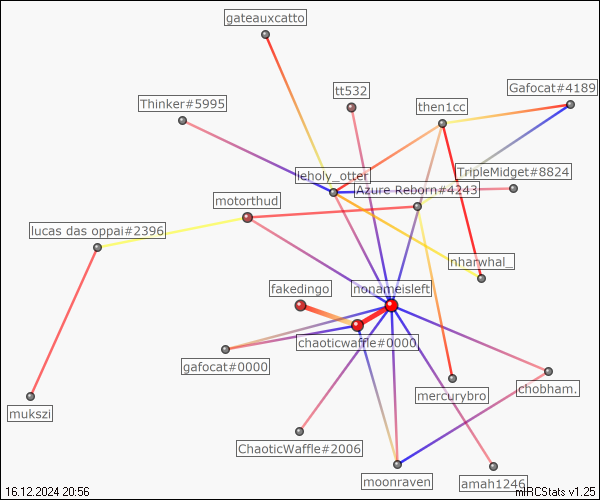 gateauxcatto
Gafocat#4189
tt532
Thinker#5995
then1cc
TripleMidget#8824
leholy_otter
Azure Reborn#4243
motorthud
lucas das oppai#2396
nharwhal_
fakedingo
nonameisleft
chaoticwaffle#0000
gafocat#0000
chobham.
mercurybro
mukszi
ChaoticWaffle#2006
moonraven
amah1246
16.12.2024 20:56
mIRCStats v1.25